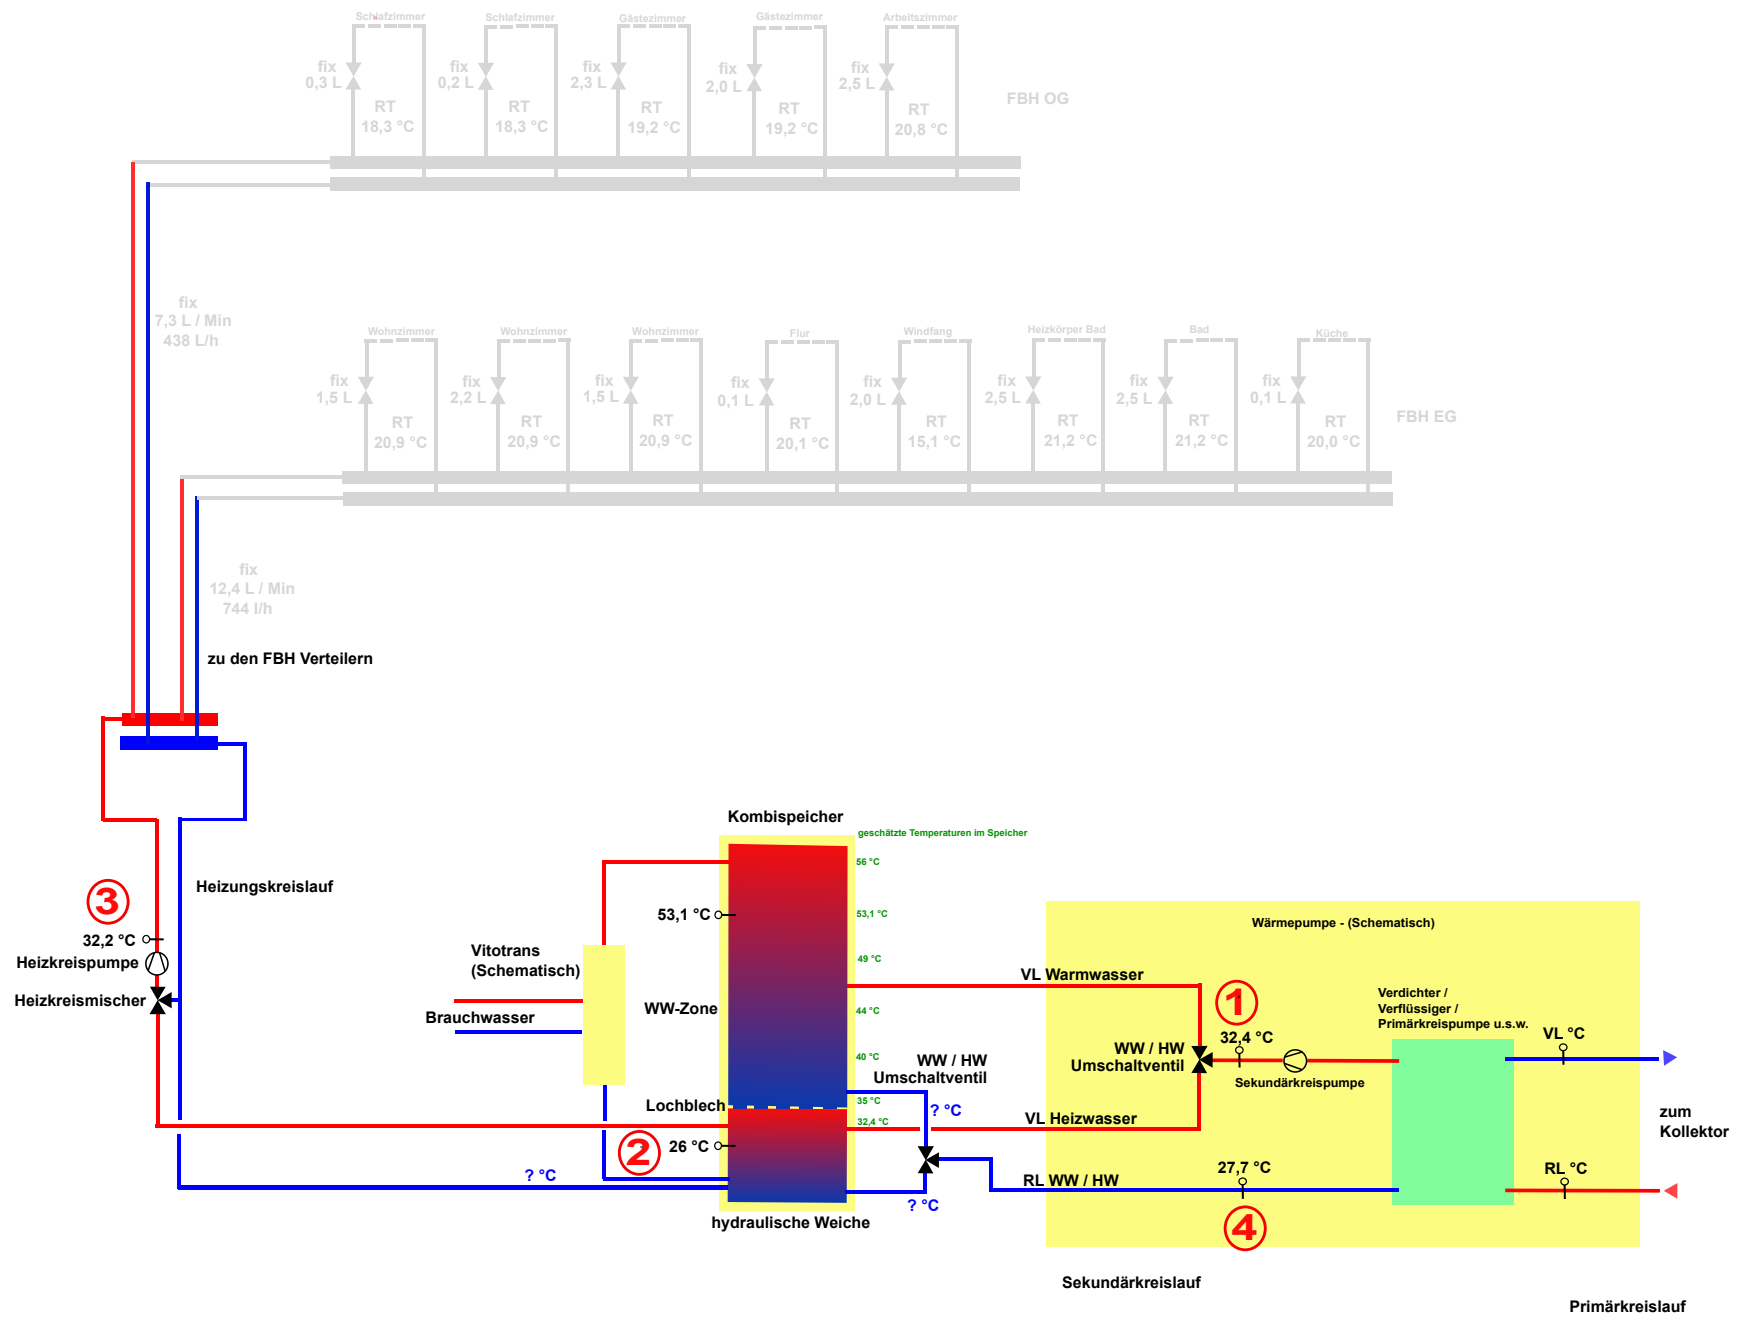 Schlafzimmer
Schlafzimmer
Gästezimmer
Gästezimmer
Arbeitszimmer
fix
0,3 L
fix
0,2 L
fix
2,3 L
fix
2,0 L
fix
2,5 L
RT
18,3 °C
RT
18,3 °C
RT
19,2 °C
RT
19,2 °C
RT
20,8 °C
FBH OG
fix
7,3 L / Min
438 L/h
Wohnzimmer
Wohnzimmer
Wohnzimmer
Flur
Windfang
Heizkörper Bad
Bad
Küche
fix
1,5 L
fix
2,2 L
fix
1,5 L
fix
0,1 L
fix
2,0 L
fix
2,5 L
fix
2,5 L
fix
0,1 L
RT
20,9 °C
RT
20,9 °C
RT
20,9 °C
RT
20,1 °C
RT
15,1 °C
RT
21,2 °C
RT
21,2 °C
RT
20,0 °C
FBH EG
fix
12,4 L / Min
744 l/h
zu den FBH Verteilern
Kombispeicher
geschätzte Temperaturen im Speicher
56 °C
53,1 °C
49 °C
44 °C
40 °C
35 °C
32,4 °C
Heizungskreislauf
3
32,2 °C
Heizkreispumpe
Heizkreismischer
53,1 °C
Vitotrans
(Schematisch)
WW-Zone
Brauchwasser
Lochblech
2
26 °C
? °C
hydraulische Weiche
WW / HW
Umschaltventil
? °C
? °C
Wärmepumpe - (Schematisch)
VL Warmwasser
1
32,4 °C
WW / HW
Umschaltventil
Sekundärkreispumpe
Verdichter /
Verflüssiger /
Primärkreispumpe u.s.w.
VL °C
VL Heizwasser
zum
Kollektor
RL WW / HW
27,7 °C
RL °C
4
Sekundärkreislauf
Primärkreislauf